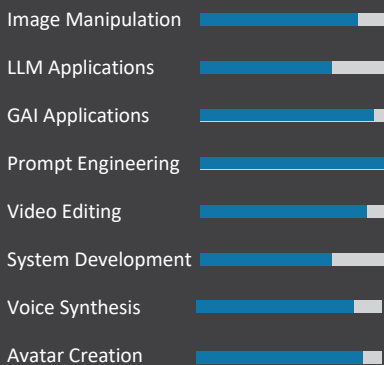 Image Manipulation
LLM Applications
GAI Applications
Prompt Engineering
Video Editing
System Development
Voice Synthesis
Avatar Creation